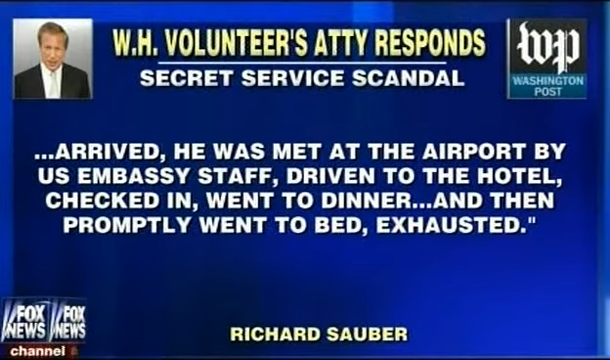 W.H. VOLUNTEER'S ATTY RESPONDS
SECRET SERVICE SCANDAL
wp
WASHINGTON
POST
...ARRIVED, HE WAS MET AT THE AIRPORT BY
US EMBASSY STAFF, DRIVEN TO THE HOTEL,
CHECKED IN, WENT TO DINNER...AND THEN
PROMPTLY WENT TO BED, EXHAUSTED."
RICHARD SAUBER
FOX
NEWS
channel
FOX
NEWS